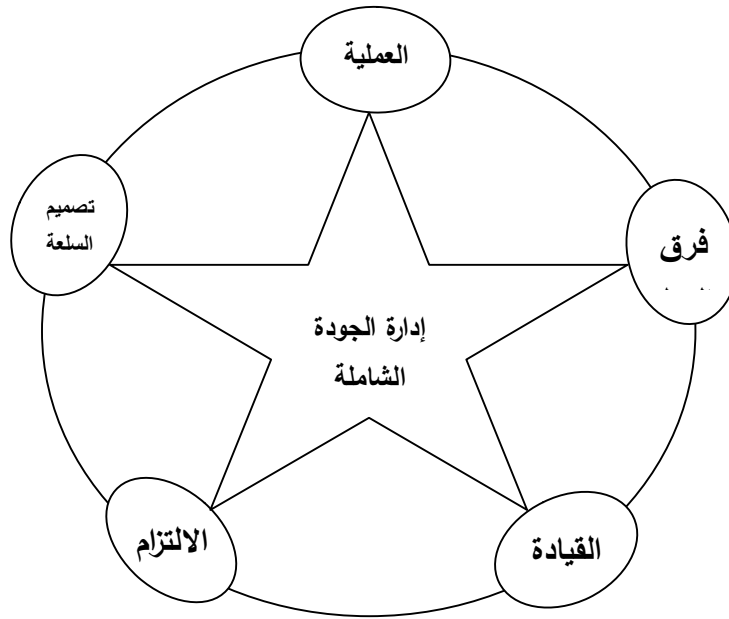 العملية
تصميم
السلعة
فرق
إدارة الجودة
الشاملة
الالتزام
القيادة